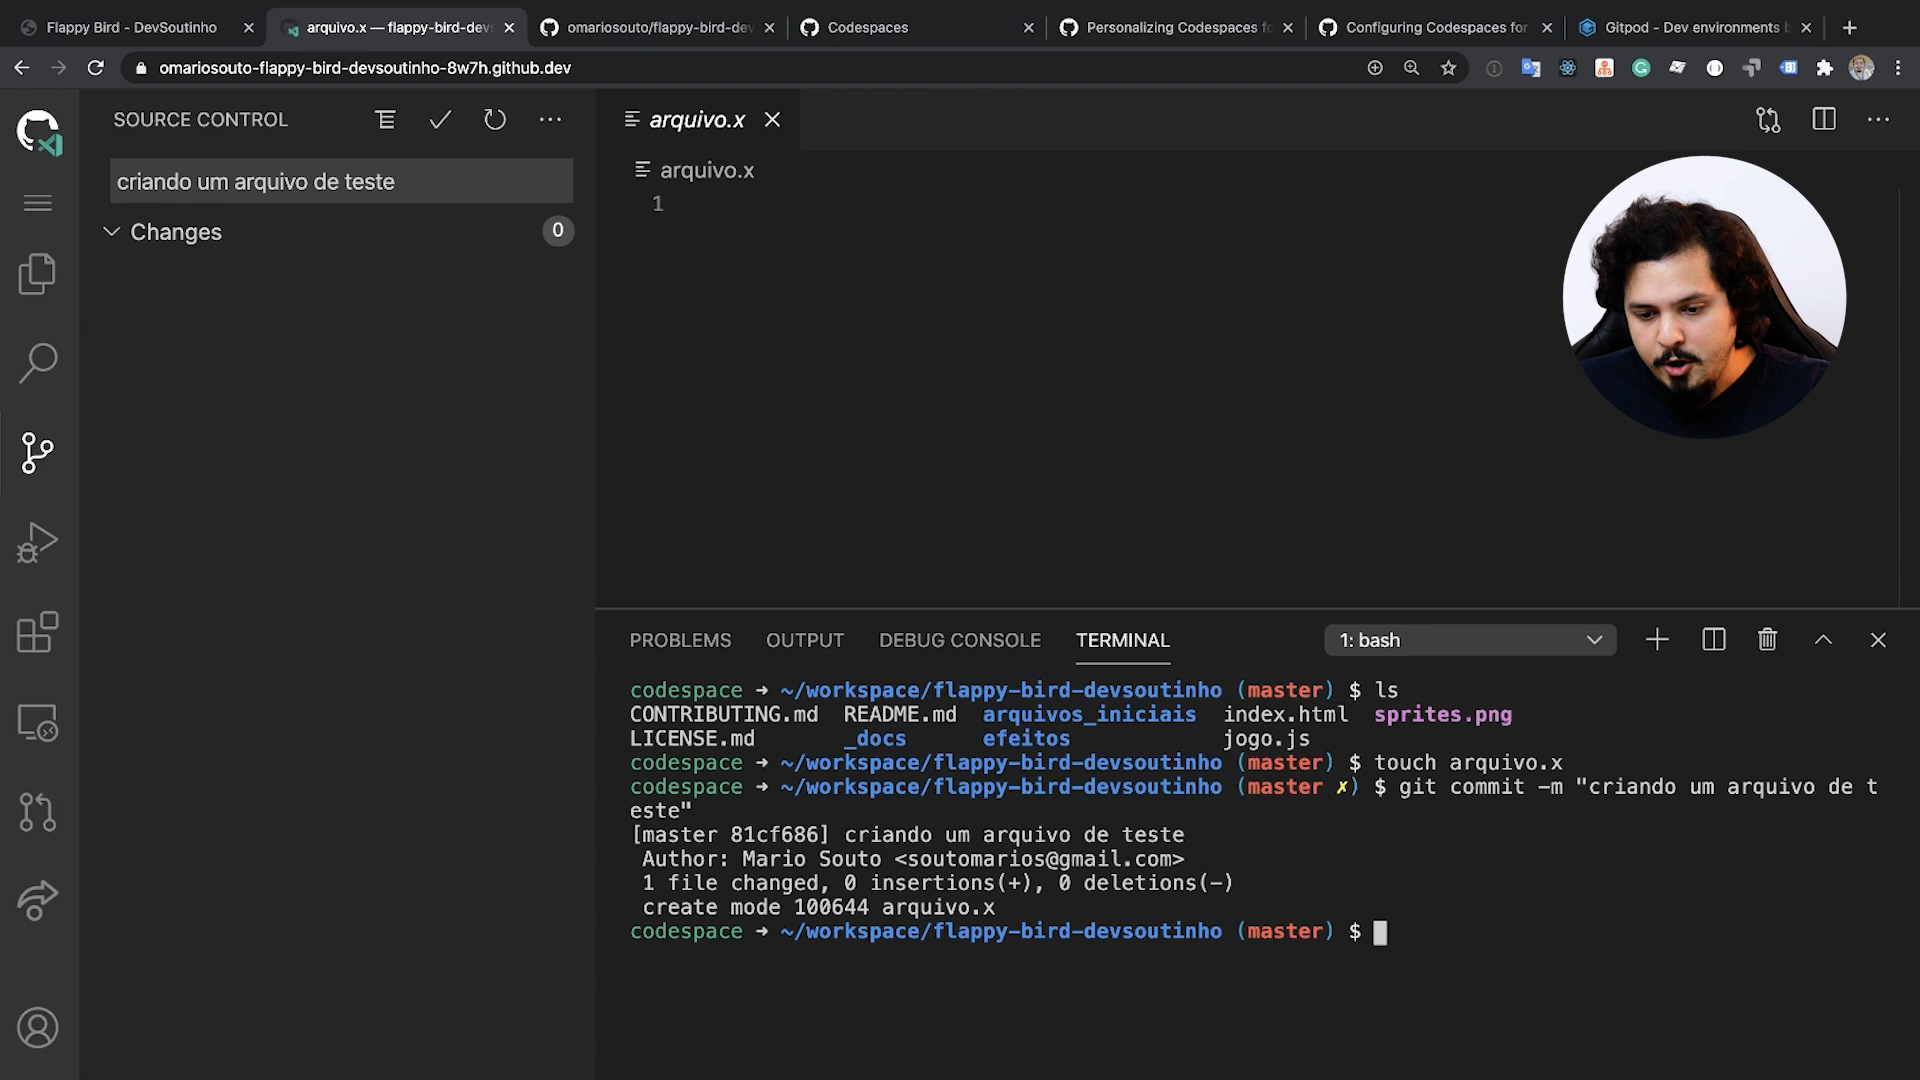 Flappy Bird - DevSoutinho
arquivo.x — flappy-bird-devs
omariosouto/flappy-bird-dev
Codespaces
Personalizing Codespaces fo
Configuring Codespaces for
Gitpod - Dev environments b
omariosouto-flappy-bird-devsoutinho-8w7h.github.dev
SOURCE CONTROL
arquivo.x
criando um arquivo de teste
arquivo.x
Changes
0
1
PROBLEMS OUTPUT DEBUG CONSOLE TERMINAL
1: bash
codespace ➜ ~/workspace/flappy-bird-devsoutinho (master) $ ls
CONTRIBUTING.md README.md arquivos_iniciais index.html sprites.png
LICENSE.md _docs efeitos jogo.js
codespace ➜ ~/workspace/flappy-bird-devsoutinho (master) $ touch arquivo.x
codespace ➜ ~/workspace/flappy-bird-devsoutinho (master ✗) $ git commit -m "criando um arquivo de t
este"
[master 81cf686] criando um arquivo de teste
Author: Mario Souto <soutomarios@gmail.com>
1 file changed, 0 insertions(+), 0 deletions(-)
create mode 100644 arquivo.x
codespace ➜ ~/workspace/flappy-bird-devsoutinho (master) $